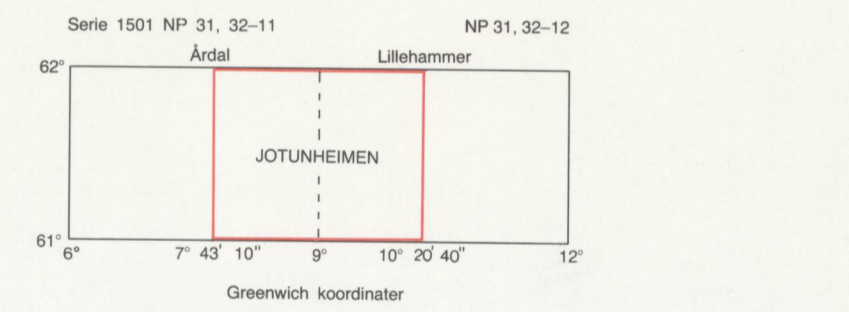 Serie 1501 NP 31, 32–11 NP 31, 32–12
Årdal Lillehammer
62°
JOTUNHEIMEN
61°
6° 7° 43' 10" 9° 10° 20' 40" 12°
Greenwich koordinater